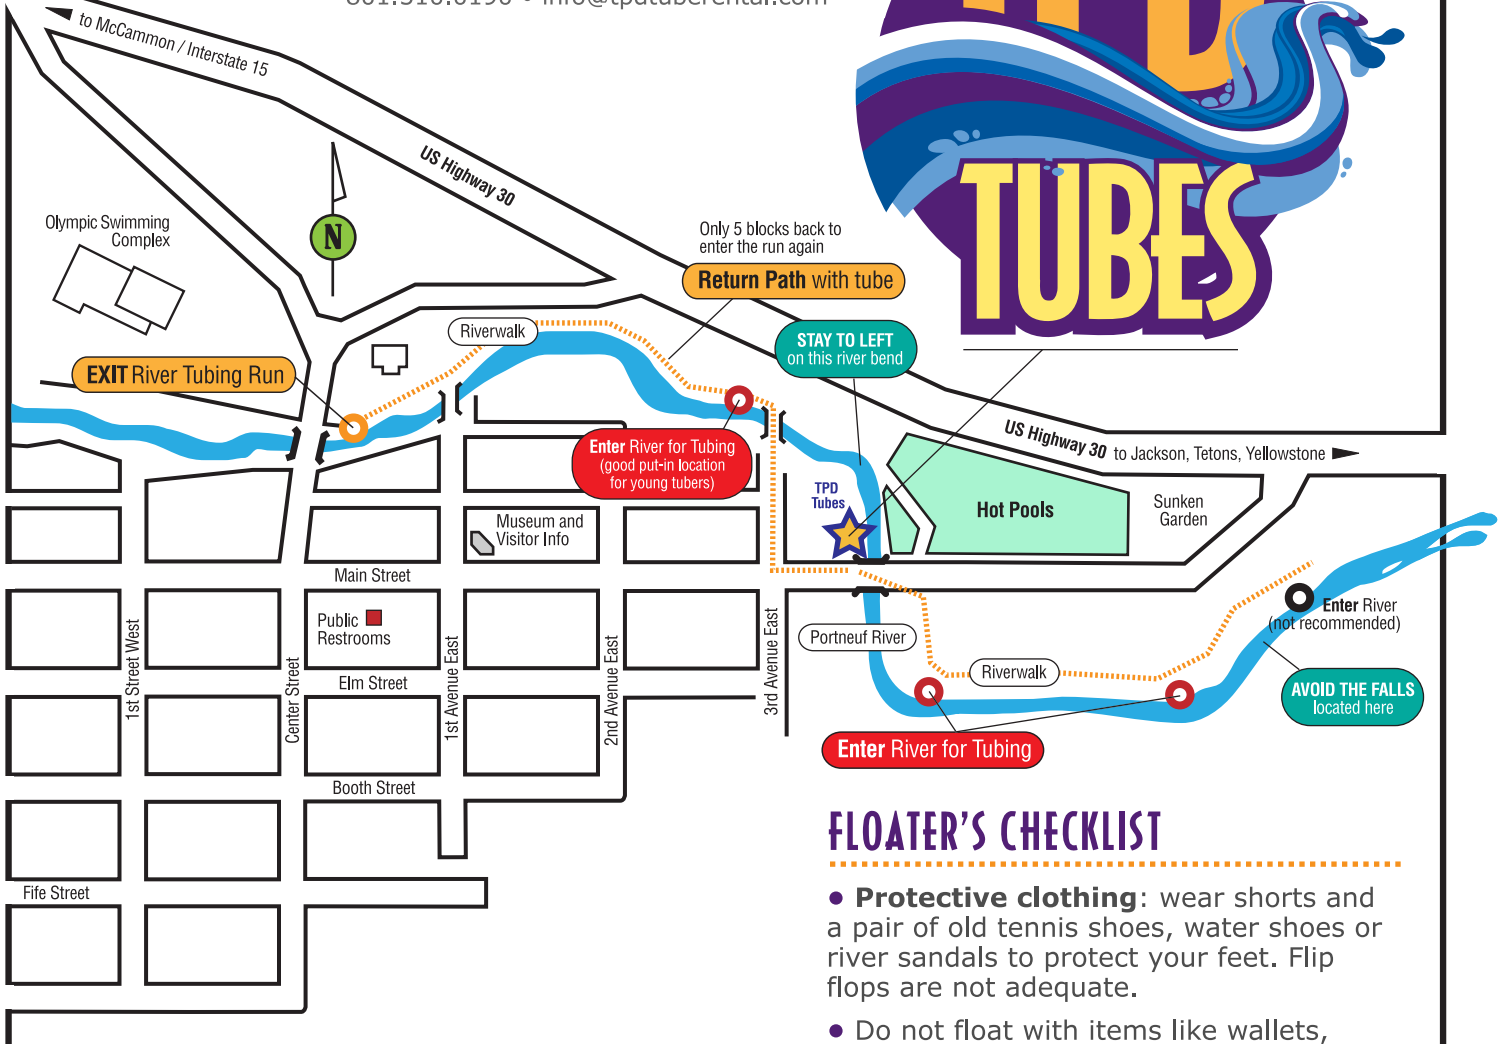 to McCammon / Interstate 15
US Highway 30
Olympic Swimming
Complex
N
Only 5 blocks back to
enter the run again
Return Path with tube
TUBES
Riverwalk
STAY TO LEFT
on this river bend
EXIT River Tubing Run
Enter River for Tubing
(good put-in location
for young tubers)
US Highway 30 to Jackson, Tetons, Yellowstone
TPD
Tubes
Hot Pools
Sunken
Garden
Museum and
Visitor Info
Main Street
Public
Restrooms
Enter River
(not recommended)
Portneuf River
Riverwalk
1st Street West
Center Street
1st Avenue East
2nd Avenue East
3rd Avenue East
Elm Street
AVOID THE FALLS
located here
Enter River for Tubing
Booth Street
Fife Street
FLOATER'S CHECKLIST
• Protective clothing: wear shorts and
a pair of old tennis shoes, water shoes or
river sandals to protect your feet. Flip
flops are not adequate.
• Do not float with items like wallets,